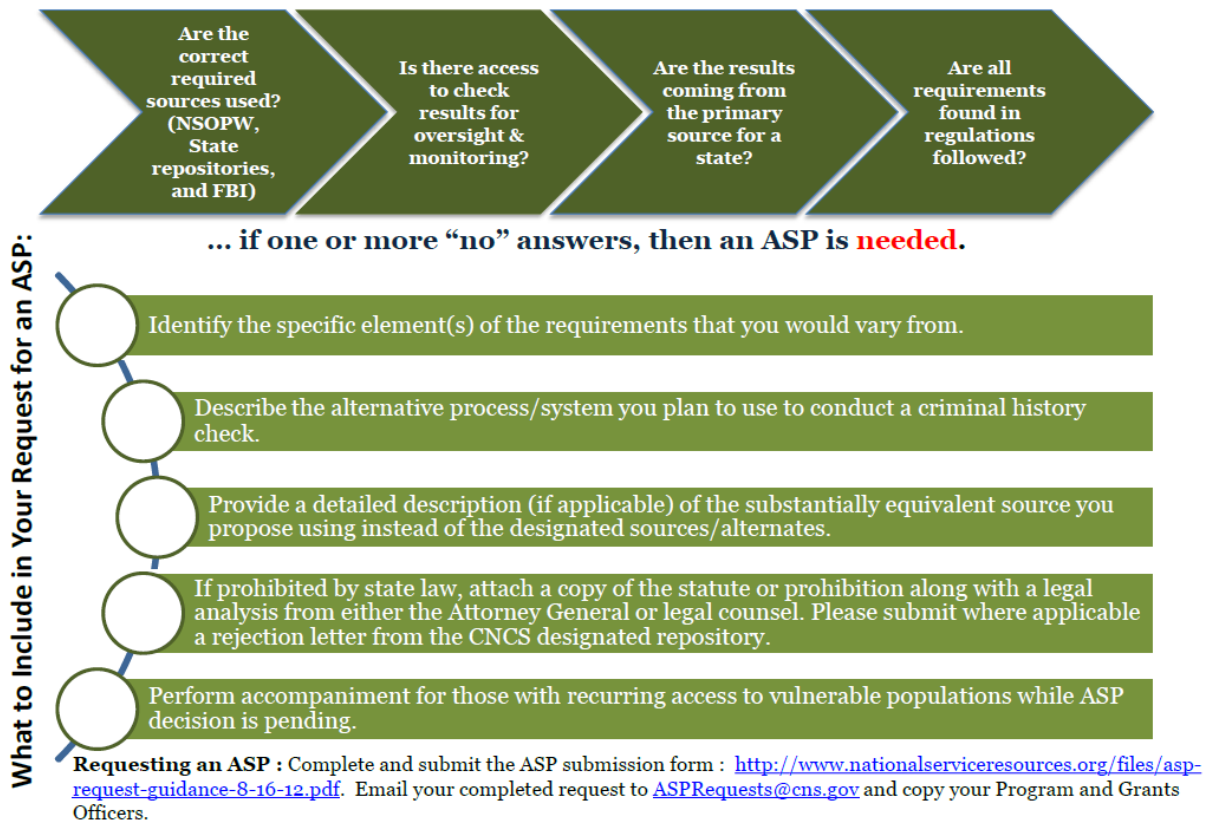 Are the
correct
required
sources used?
(NSOPW,
State
repositories,
and FBI)
Is there access
to check
results for
oversight &
monitoring?
Are the results
coming from
the primary
source for a
state?
Are all
requirements
found in
regulations
followed?
... if one or more “no” answers, then an ASP is needed.
What to Include in Your Request for an ASP:
Identify the specific element(s) of the requirements that you would vary from.
Describe the alternative process/system you plan to use to conduct a criminal history
check.
Provide a detailed description (if applicable) of the substantially equivalent source you
propose using instead of the designated sources/alternates.
If prohibited by state law, attach a copy of the statute or prohibition along with a legal
analysis from either the Attorney General or legal counsel. Please submit where applicable
a rejection letter from the CNCS designated repository.
Perform accompaniment for those with recurring access to vulnerable populations while ASP
decision is pending.
Requesting an ASP : Complete and submit the ASP submission form : http://www.nationalserviceresources.org/files/asp-
request-guidance-8-16-12.pdf. Email your completed request to ASPRequests@cns.gov and copy your Program and Grants
Officers.